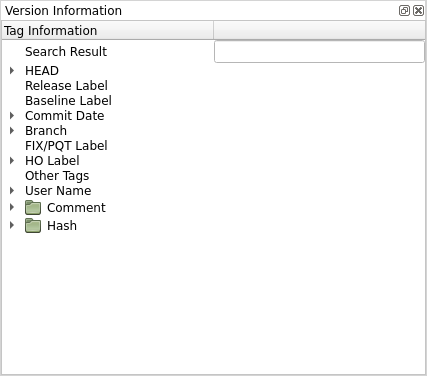 Version Information
Tag Information
Search Result
HEAD
Release Label
Baseline Label
Commit Date
Branch
FIX/PQT Label
HO Label
Other Tags
User Name
Comment
Hash